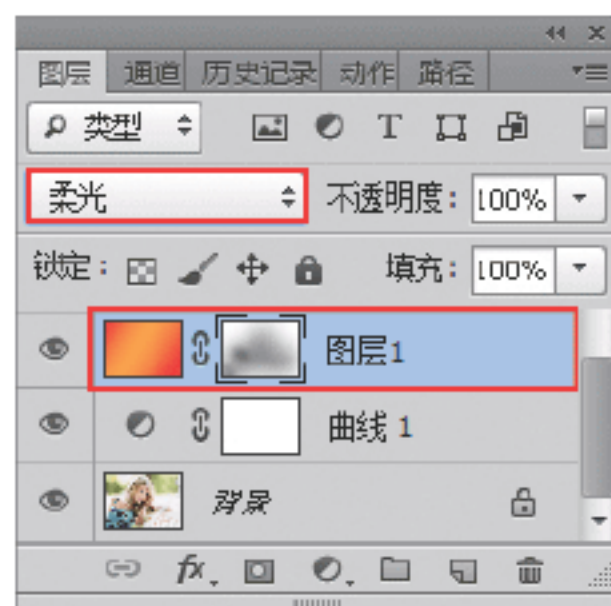 图层 通道 历史记录 动作 路径
类型 T
柔光 不透明度: 100%
锁定: 填充: 100%
图层1
曲线 1
背景
fx